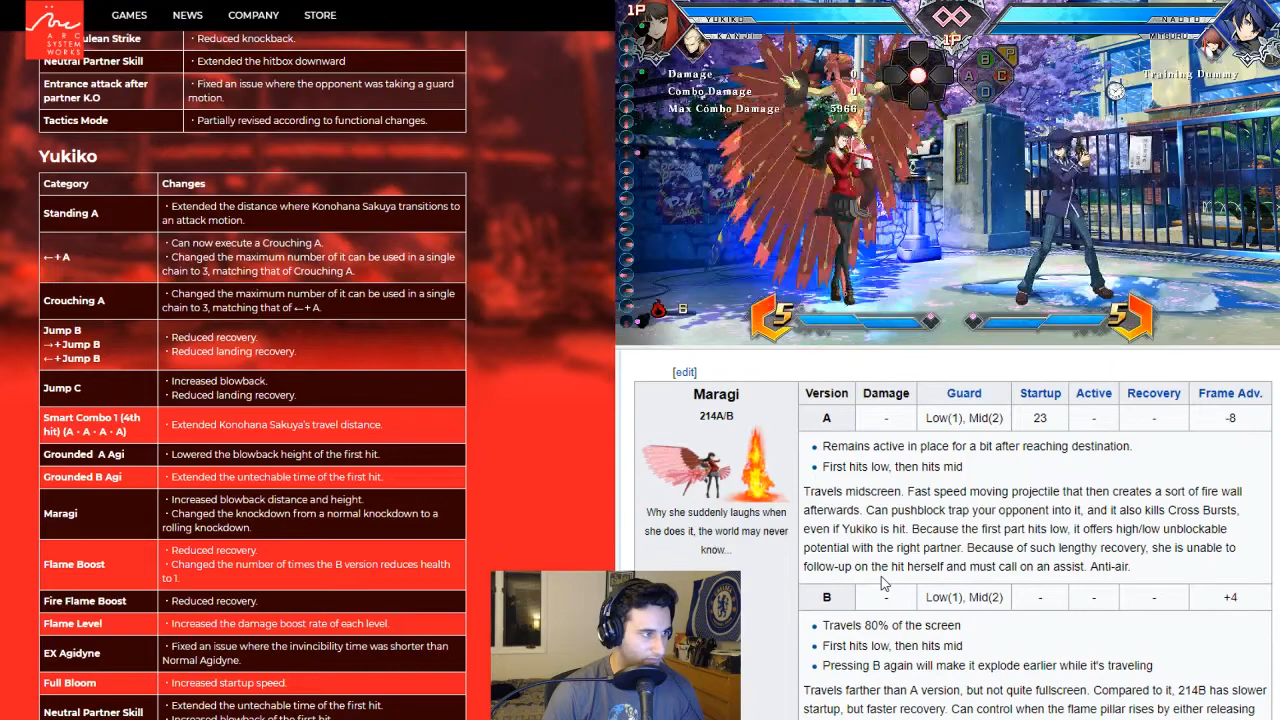 GAMES NEWS COMPANY STORE
ARC
SYSTEM
WORKS
ulean Strike ・Reduced knockback.
Neutral Partner Skill ・Extended the hitbox downward
Entrance attack after
partner K.O
・Fixed an issue where the opponent was taking a guard
motion.
Tactics Mode ・Partially revised according to functional changes.
Yukiko
Category Changes
Standing A
・Extended the distance where Konohana Sakuya transitions to
an attack motion.
←+A
・Can now execute a Crouching A.
・Changed the maximum number of it can be used in a single
chain to 3, matching that of Crouching A.
Crouching A
・Changed the maximum number of it can be used in a single
chain to 3, matching that of ←+ A.
Jump B
→+Jump B
←+Jump B
・Reduced recovery.
・Reduced landing recovery.
Jump C
・Increased blowback.
・Reduced landing recovery.
Smart Combo 1 (4th
hit) (A・A・A・A)
・Extended Konohana Sakuya's travel distance.
Grounded A Agi ・Lowered the blowback height of the first hit.
Grounded B Agi ・Extended the untechable time of the first hit.
Maragi
・Increased blowback distance and height.
・Changed the knockdown from a normal knockdown to a
rolling knockdown.
Flame Boost
・Reduced recovery.
・Changed the number of times the B version reduces health
to 1.
Fire Flame Boost ・Reduced recovery.
Flame Level ・Increased the damage boost rate of each level.
EX Agidyne
・Fixed an issue where the invincibility time was shorter than
Normal Agidyne.
Full Bloom ・Increased startup speed.
Neutral Partner Skill
・Extended the untechable time of the first hit.
・Increased blowback of the first hit.
1P
YUKIKO
KANJI
NAOTO
MITSURU
1P
Damage 0
Combo Damage 0
Max Combo Damage 5966
Training Dummy
B P
A C
D
B
5 5
[edit]
Maragi
214A/B
Why she suddenly laughs when
she does it, the world may never
know...
Version Damage Guard Startup Active Recovery Frame Adv.
A - Low(1), Mid(2) 23 - - -8
• Remains active in place for a bit after reaching destination.
• First hits low, then hits mid
Travels midscreen. Fast speed moving projectile that then creates a sort of fire wall
afterwards. Can pushblock trap your opponent into it, and it also kills Cross Bursts,
even if Yukiko is hit. Because the first part hits low, it offers high/low unblockable
potential with the right partner. Because of such lengthy recovery, she is unable to
follow-up on the hit herself and must call on an assist. Anti-air.
B - Low(1), Mid(2) - - - +4
• Travels 80% of the screen
• First hits low, then hits mid
• Pressing B again will make it explode earlier while it's traveling
Travels farther than A version, but not quite fullscreen. Compared to it, 214B has slower
startup, but faster recovery. Can control when the flame pillar rises by either releasing